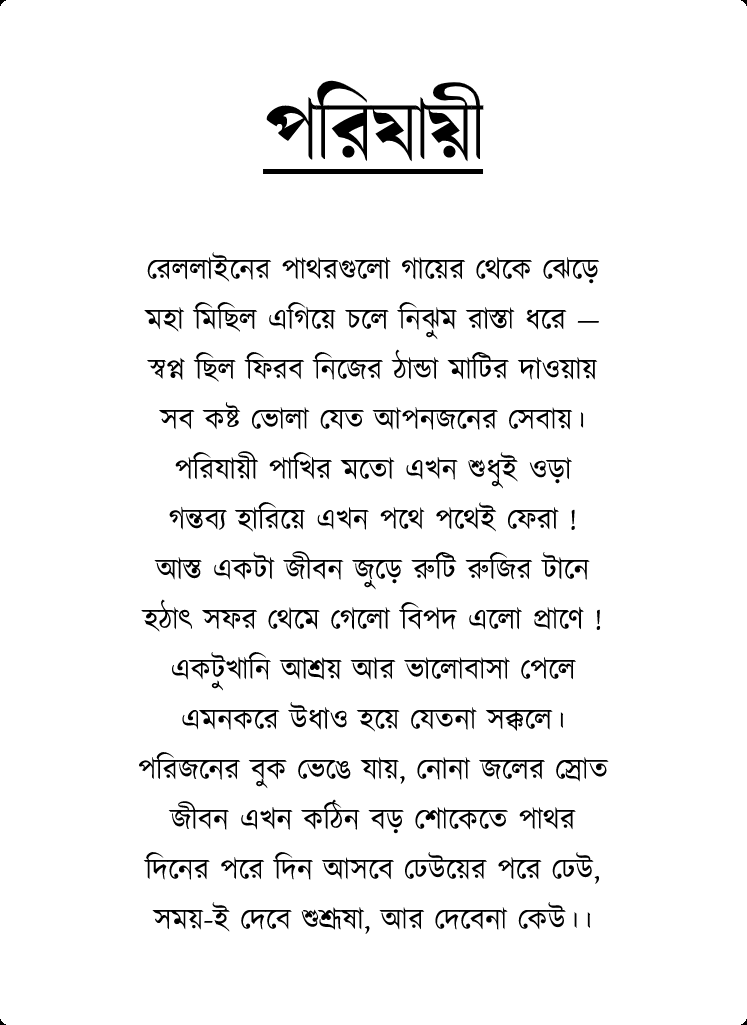 পরিযায়ী
রেললাইনের পাথরগুলো গায়ের থেকে ঝেড়ে
মহা মিছিল এগিয়ে চলে নিঝুম রাস্তা ধরে —
স্বপ্ন ছিল ফিরব নিজের ঠান্ডা মাটির দাওয়ায়
সব কষ্ট ভোলা যেত আপনজনের সেবায়।
পরিযায়ী পাখির মতো এখন শুধুই ওড়া
গন্তব্য হারিয়ে এখন পথে পথেই ফেরা !
আস্ত একটা জীবন জুড়ে রুটি রুজির টানে
হঠাৎ সফর থেমে গেলো বিপদ এলো প্রাণে !
একটুখানি আশ্রয় আর ভালোবাসা পেলে
এমনকরে উধাও হয়ে যেতনা সক্কলে।
পরিজনের বুক ভেঙে যায়, নোনা জলের স্রোত
জীবন এখন কঠিন বড় শোকেতে পাথর
দিনের পরে দিন আসবে ঢেউয়ের পরে ঢেউ,
সময়-ই দেবে শুশ্রূষা, আর দেবেনা কেউ।।